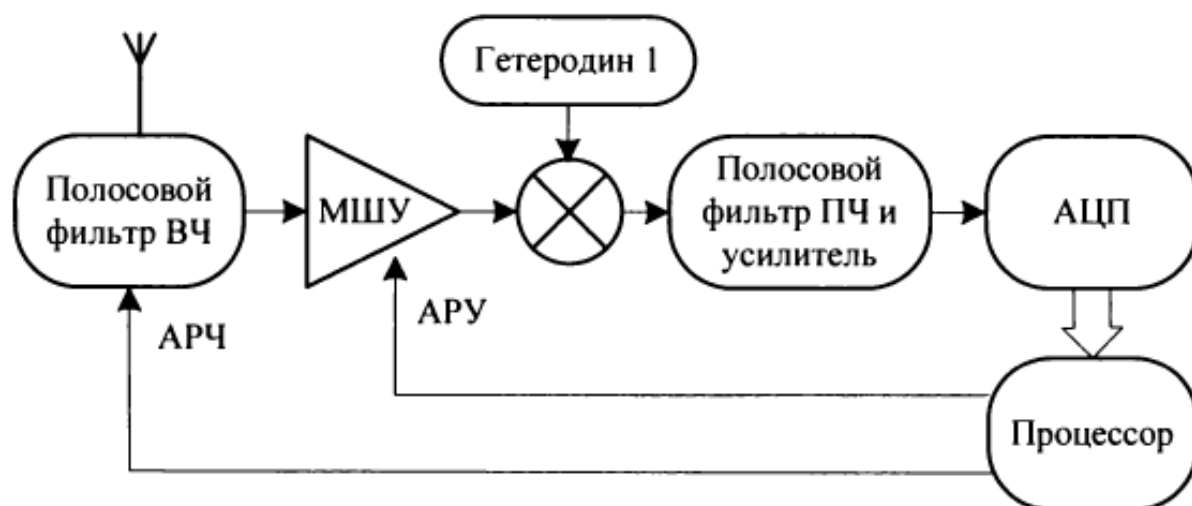 Гетеродин 1
Полосовой
фильтр ВЧ
МШУ
Полосовой
фильтр ПЧ и
усилитель
АЦП
АРУ
АРЧ
Процессор